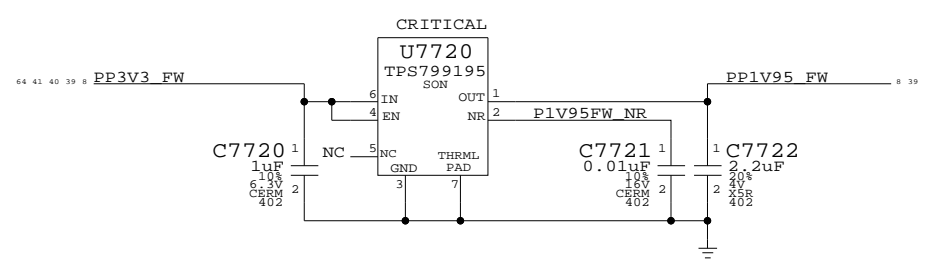 CRITICAL
U7720
TPS799195
SON
64 41 40 39 8 PP3V3_FW
PP1V95_FW 8 39
6 IN
OUT 1
4 EN
NR 2 P1V95FW_NR
NC 5 NC
THRML
PAD
GND
3
7
C7720 1
1uF
10%
6.3V 2
CERM
402
C7721 1
0.01uF
10%
16V 2
CERM
402
1 C7722
2.2uF
20%
2 4V
X5R
402